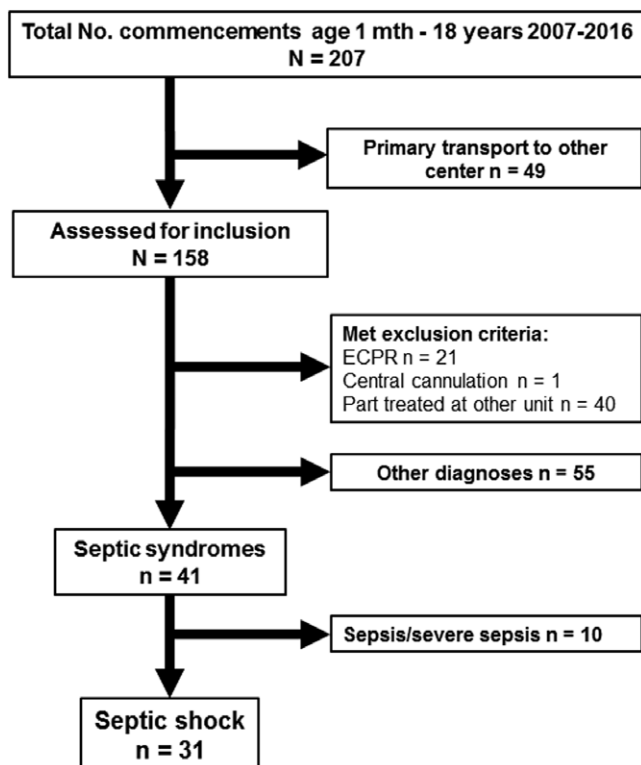 Total No. commencements age 1 mth - 18 years 2007-2016
N = 207
Primary transport to other
center n = 49
Assessed for inclusion
N = 158
Met exclusion criteria:
ECPR n = 21
Central cannulation n = 1
Part treated at other unit n = 40
Other diagnoses n = 55
Septic syndromes
n = 41
Sepsis/severe sepsis n = 10
Septic shock
n = 31